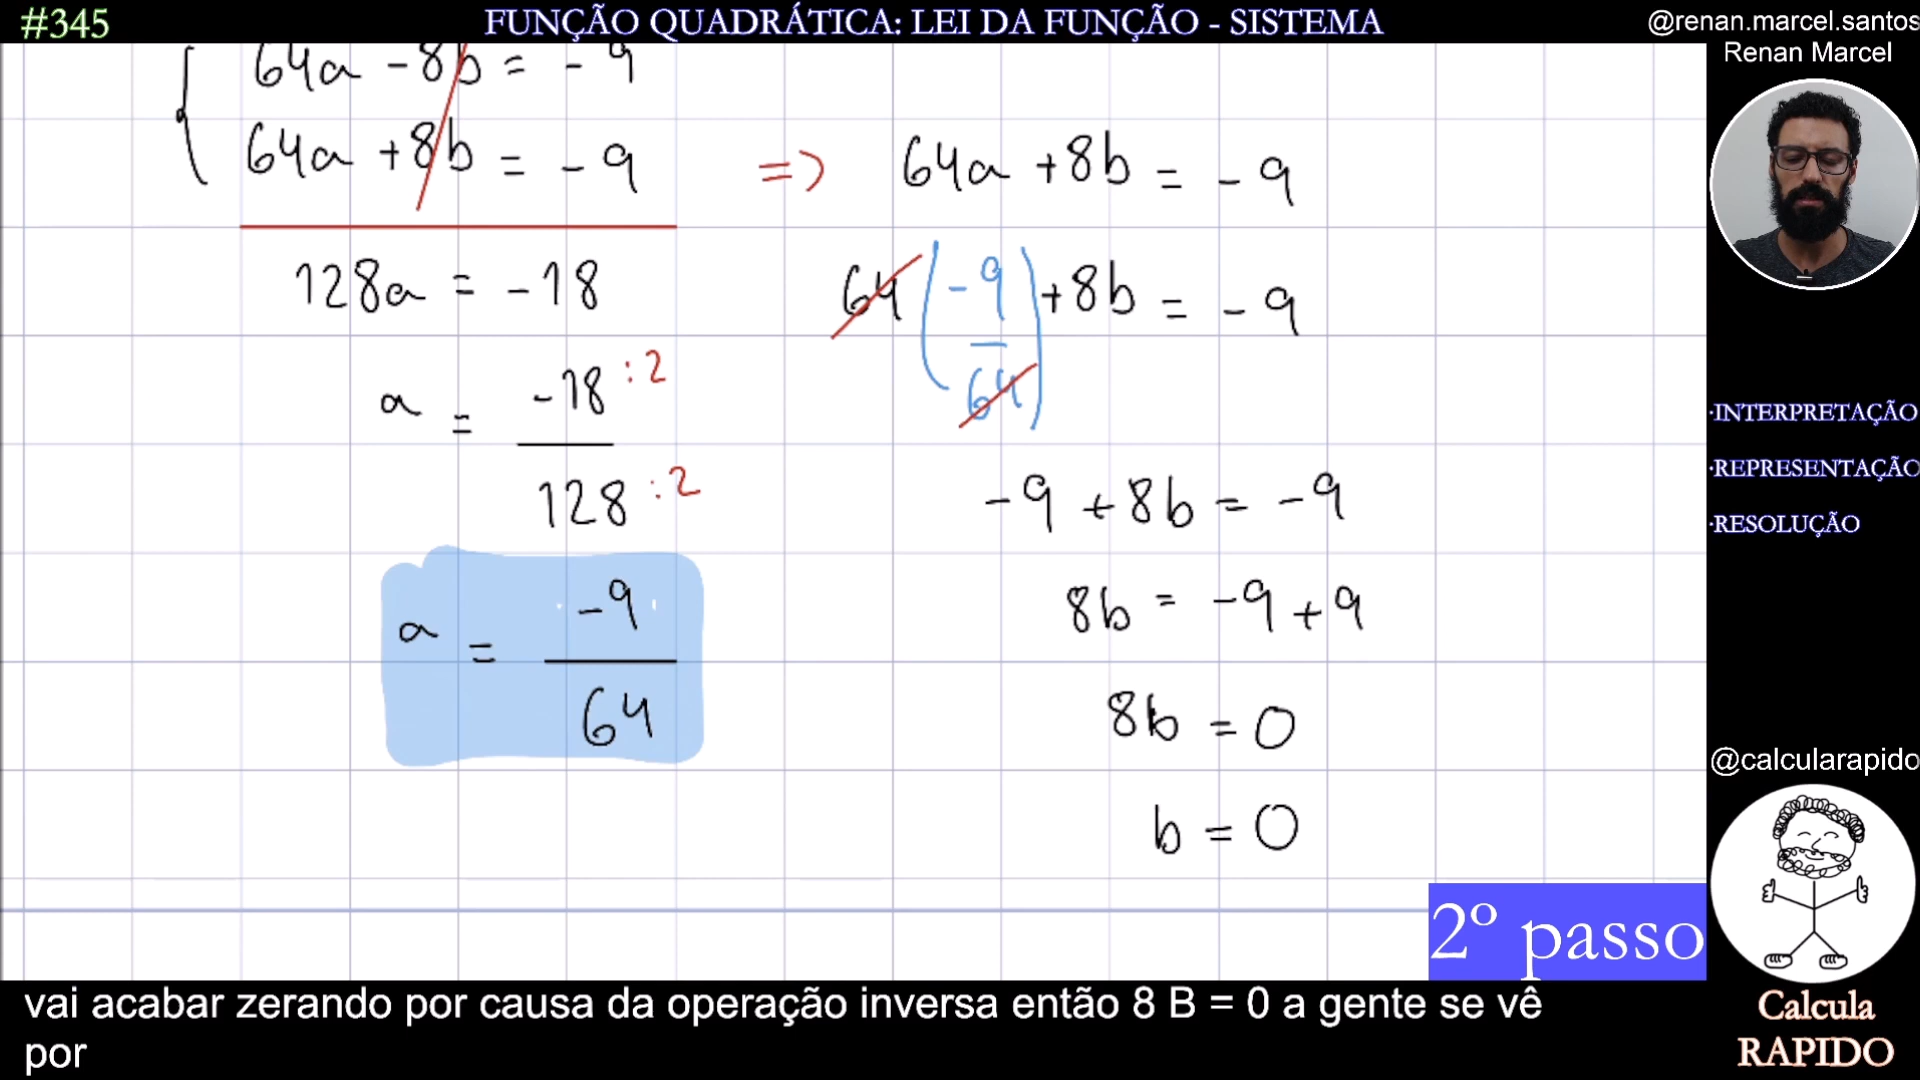 #345
FUNÇÃO QUADRÁTICA: LEI DA FUNÇÃO - SISTEMA
@renan.marcel.santos
Renan Marcel
64a - 8b = - 9
64a + 8b = - 9
128a = - 18
a = -18 :2
128 :2
a = -9
64
=> 64a + 8b = - 9
64 (-9/64) + 8b = - 9
-9 + 8b = -9
8b = -9 + 9
8b = 0
b = 0
·INTERPRETAÇÃO
·REPRESENTAÇÃO
·RESOLUÇÃO
@calcularapido
Calcula
RAPIDO
2º passo
vai acabar zerando por causa da operação inversa então 8 B = 0 a gente se vê
por